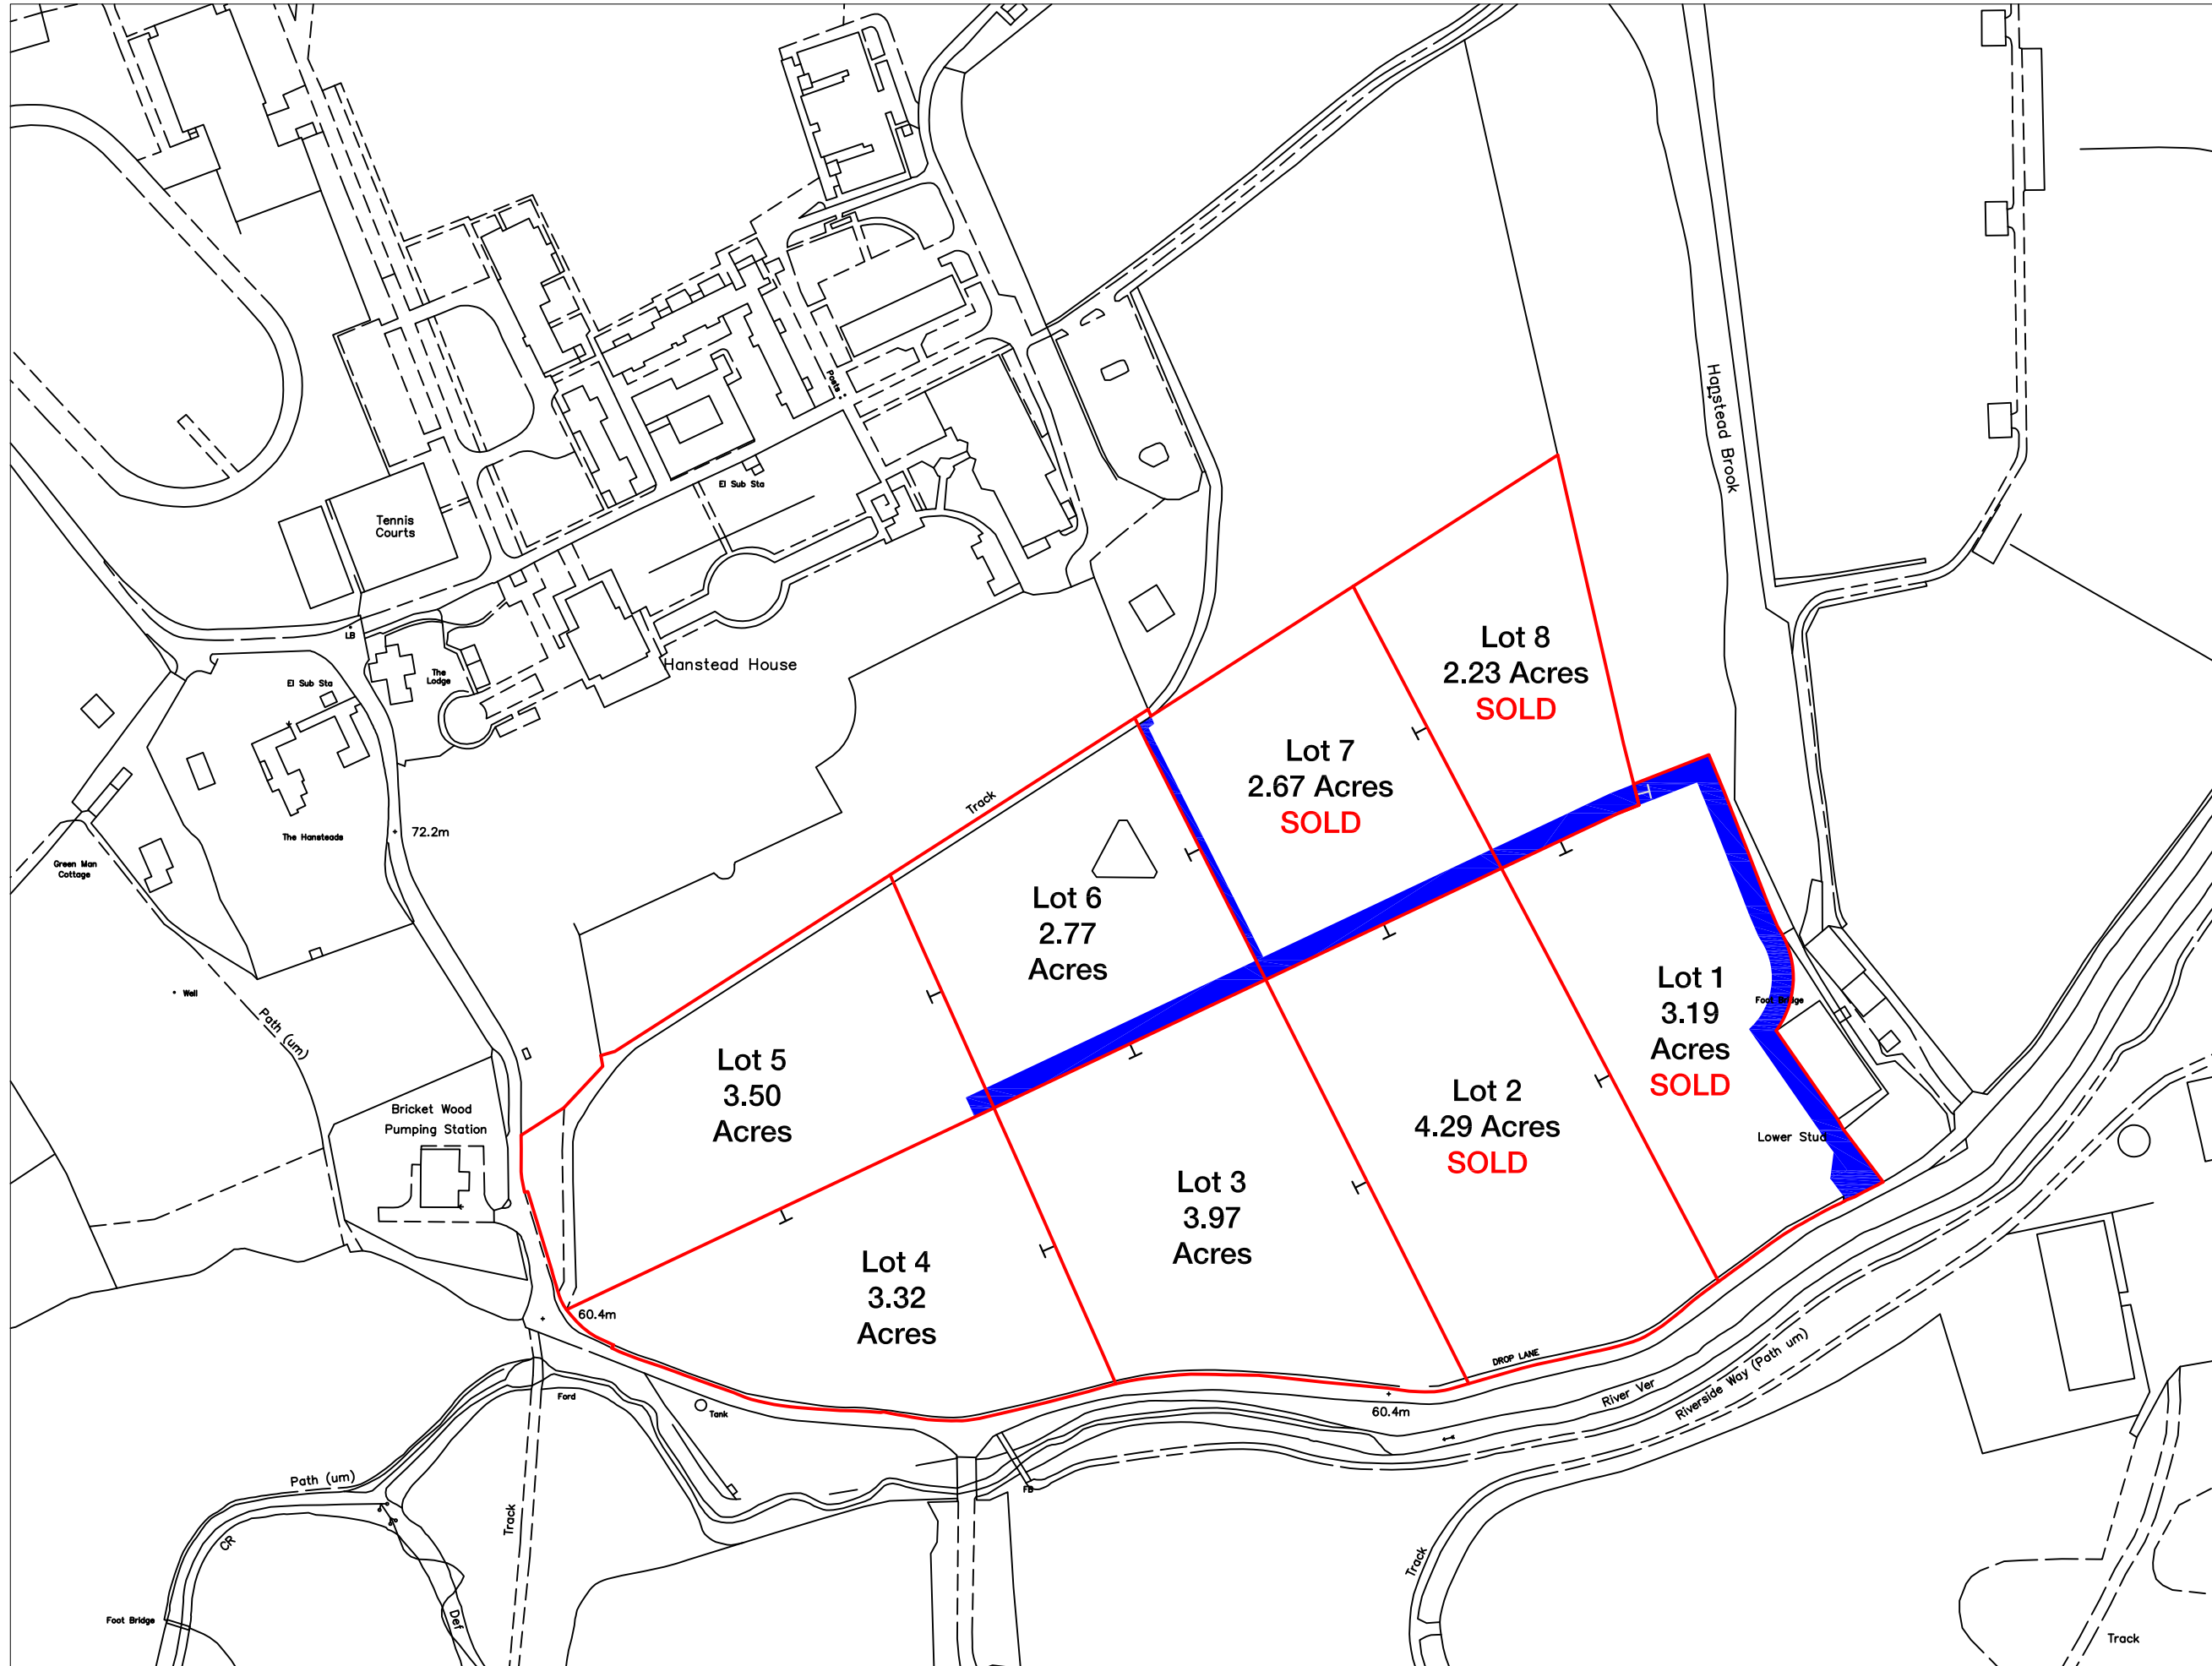 Posts
Hanstead Brook
El Sub Sta
Tennis
Courts
LB
Hanstead House
The
Lodge
El Sub Sta
Lot 8
2.23 Acres
SOLD
Lot 7
2.67 Acres
SOLD
Track
72.2m
The Hansteads
Green Man
Cottage
Lot 6
2.77
Acres
Well
Path (um)
Lot 1
3.19
Acres
SOLD
Foot Bridge
Lot 5
3.50
Acres
Lot 2
4.29 Acres
SOLD
Bricket Wood
Pumping Station
Lower Stud
Lot 3
3.97
Acres
Lot 4
3.32
Acres
60.4m
DROP LANE
River Ver
Riverside Way (Path um)
Ford
Tank
60.4m
Path (um)
FB
Track
CR
Track
Foot Bridge
Def
Track